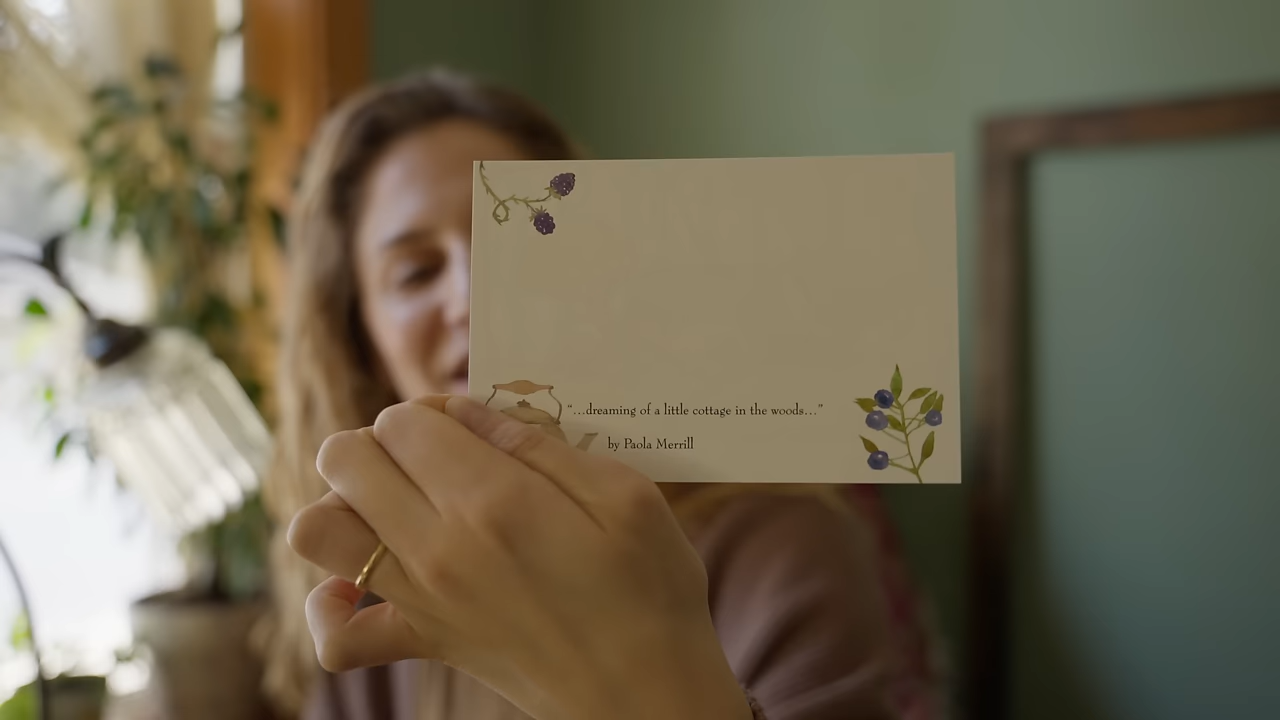 “...dreaming of a little cottage in the woods...”
by Paola Merrill